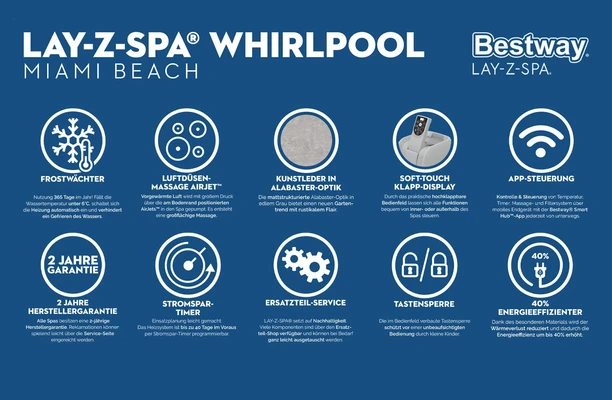 LAY-Z-SPA® WHIRLPOOL
MIAMI BEACH
Bestway®
LAY-Z-SPA®
FROSTWÄCHTER
Nutzung 365 Tage im Jahr! Fällt die
Wassertemperatur unter 6°C, schaltet sich
die Heizung automatisch ein und verhindert
ein Gefrieren des Wassers.
LUFTDÜSEN-
MASSAGE AIRJET™
Vorgewärmte Luft wird mit großem Druck
über die am Bodenrand positionierten
AirJets™ in den Spa gepumpt. Es entsteht
eine großflächige Massage.
KUNSTLEDER IN
ALABASTER-OPTIK
Die mattstrukturierte Alabaster-Optik in
edlem Grau bietet einen neuen Garten-
trend mit rustikalem Flair.
SOFT-TOUCH
KLAPP-DISPLAY
Durch das praktische hochklappbare
Bedienfeld lassen sich alle Funktionen
bequem von inner- oder außerhalb des
Spas steuern.
APP-STEUERUNG
Kontrolle & Steuerung von Temperatur,
Timer, Massage- und Filtersystem über
mobiles Endgerät mit der Bestway® Smart
Hub™-App jederzeit von unterwegs.
2 JAHRE
GARANTIE
2 JAHRE
HERSTELLERGARANTIE
Alle Spas besitzen eine 2-jährige
Herstellergarantie. Reklamationen können
spielend leicht über die Service-Seite
eingereicht werden.
STROMSPAR-
TIMER
Einsatzplanung leicht gemacht:
Das Heizsystem ist bis zu 40 Tage im Voraus
per Stromspar-Timer programmierbar.
ERSATZTEIL-SERVICE
LAY-Z-SPA® setzt auf Nachhaltigkeit:
Viele Komponenten sind über den Ersatz-
teil-Shop verfügbar und können bei Bedarf
ganz leicht ausgetauscht werden.
TASTENSPERRE
Die im Bedienfeld verbaute Tastensperre
schützt vor einer unbeaufsichtigten
Bedienung durch kleine Kinder.
40%
40%
ENERGIEEFFIZIENTER
Dank des besonderen Materials wird der
Wärmeverlust reduziert und dadurch die
Energieeffizienz um bis 40% erhöht.